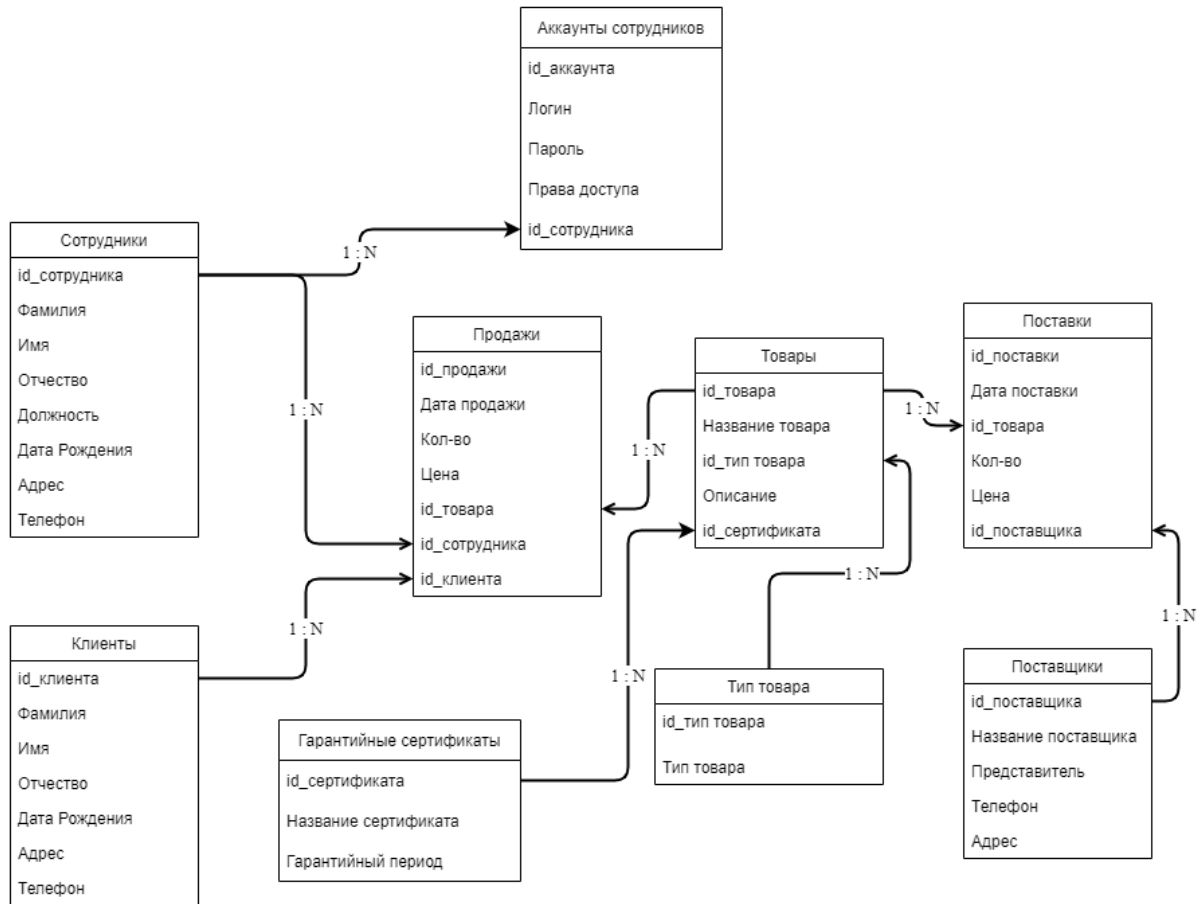 Аккаунты сотрудников
id_аккаунта
Логин
Пароль
Права доступа
id_сотрудника
Сотрудники
id_сотрудника
Фамилия
Имя
Отчество
Должность
Дата Рождения
Адрес
Телефон
1 : N
1 : N
Продажи
id_продажи
Дата продажи
Кол-во
Цена
id_товара
id_сотрудника
id_клиента
1 : N
Товары
id_товара
Название товара
id_тип товара
Описание
id_сертификата
1 : N
Поставки
id_поставки
Дата поставки
id_товара
Кол-во
Цена
id_поставщика
1 : N
1 : N
1 : N
1 : N
Клиенты
id_клиента
Фамилия
Имя
Отчество
Дата Рождения
Адрес
Телефон
Гарантийные сертификаты
id_сертификата
Название сертификата
Гарантийный период
Тип товара
id_тип товара
Тип товара
Поставщики
id_поставщика
Название поставщика
Представитель
Телефон
Адрес